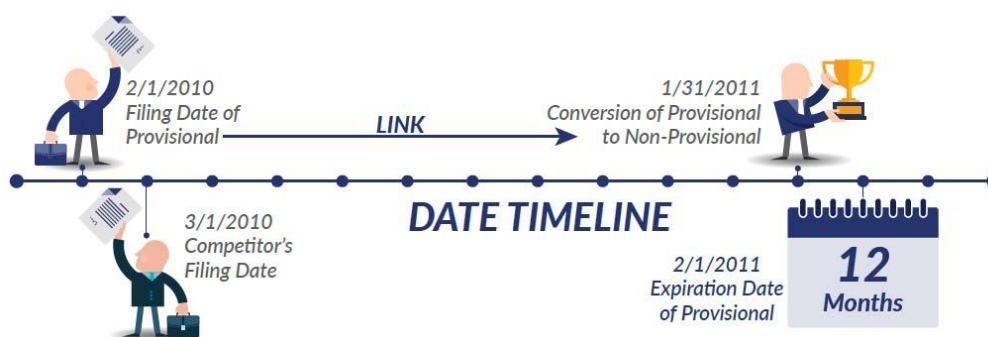 2/1/2010
Filing Date of
Provisional
LINK
1/31/2011
Conversion of Provisional
to Non-Provisional
3/1/2010
Competitor's
Filing Date
DATE TIMELINE
2/1/2011
Expiration Date
of Provisional
12
Months